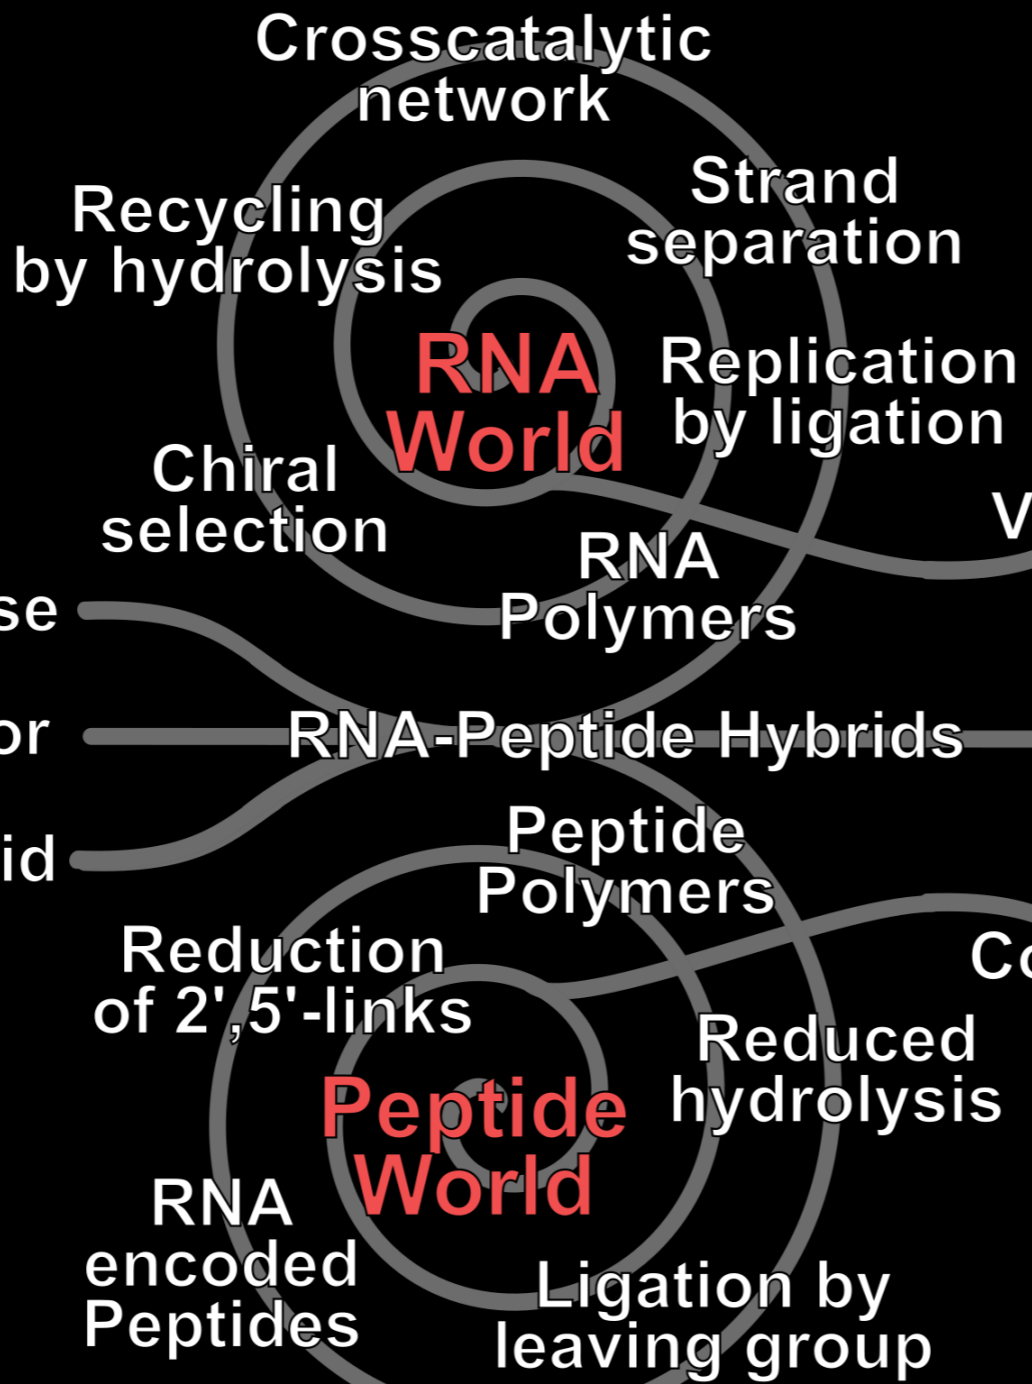 Crosscatalytic
network
Strand
separation
Recycling
by hydrolysis
RNA
World
Replication
by ligation
Chiral
selection
RNA
Polymers
RNA-Peptide Hybrids
Peptide
Polymers
Reduction
of 2',5'-links
Reduced
hydrolysis
Peptide
World
RNA
encoded
Peptides
Ligation by
leaving group